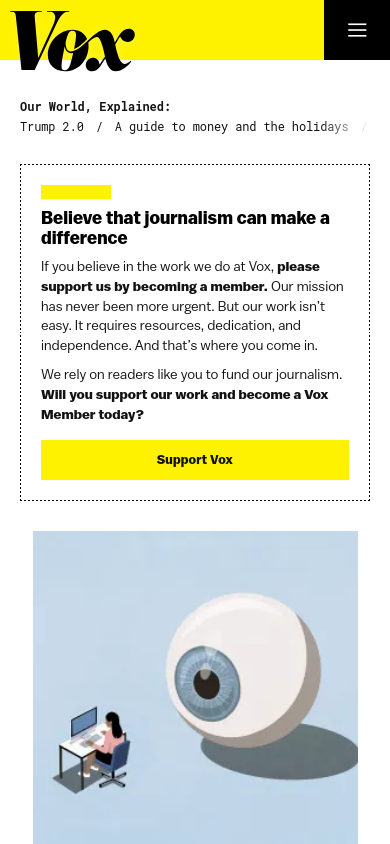 Vox
Our World, Explained:
Trump 2.0 / A guide to money and the holidays /
Believe that journalism can make a
difference
If you believe in the work we do at Vox, please
support us by becoming a member. Our mission
has never been more urgent. But our work isn't
easy. It requires resources, dedication, and
independence. And that's where you come in.
We rely on readers like you to fund our journalism.
Will you support our work and become a Vox
Member today?
Support Vox